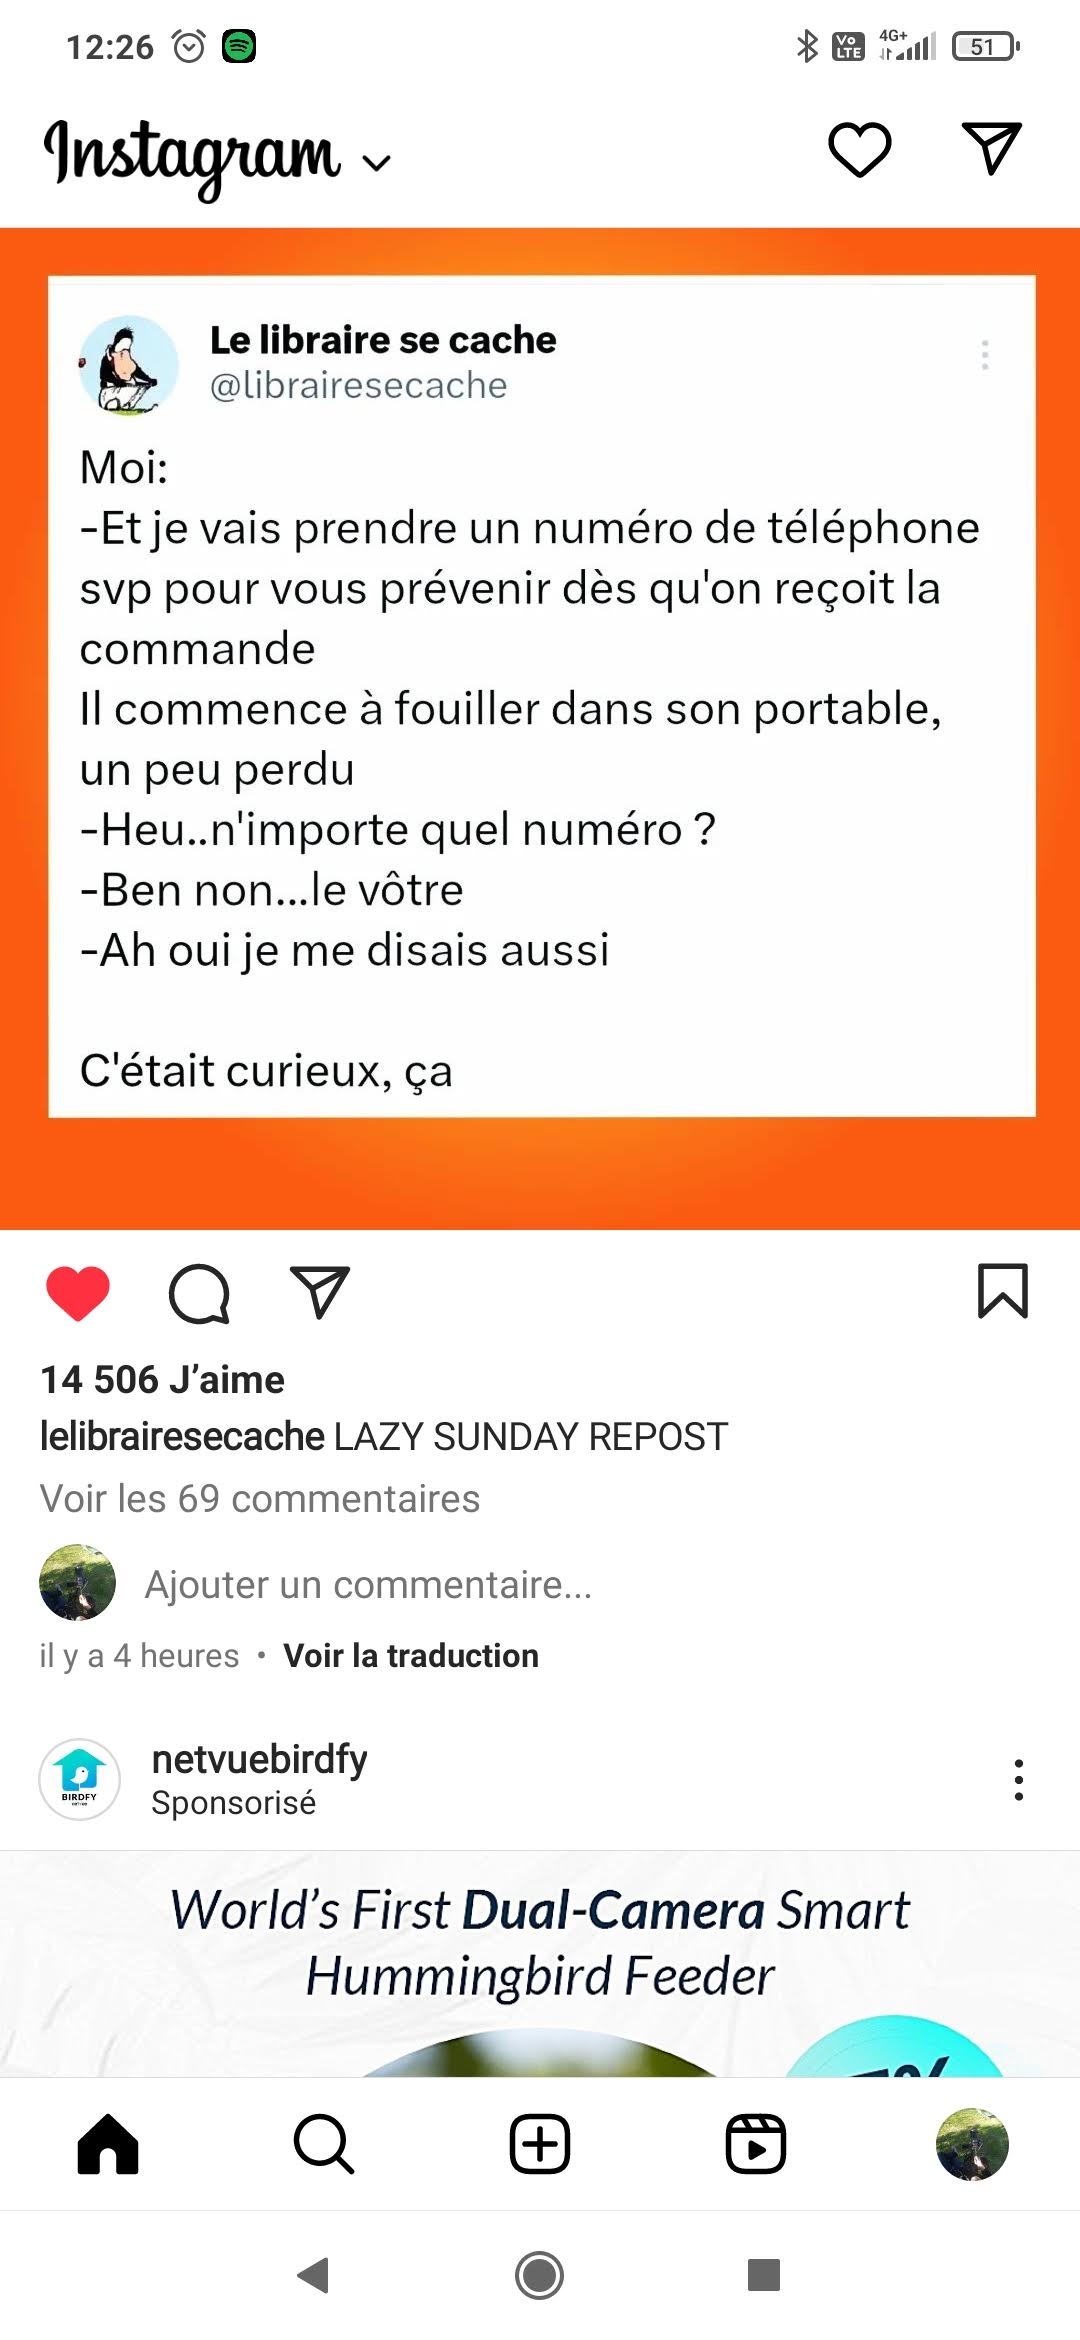 12:26
Vo
LTE
4G+
51
Instagram
Le libraire se cache
@librairesecache
Moi:
-Et je vais prendre un numéro de téléphone
svp pour vous prévenir dès qu'on reçoit la
commande
Il commence à fouiller dans son portable,
un peu perdu
-Heu..n'importe quel numéro ?
-Ben non...le vôtre
-Ah oui je me disais aussi
C'était curieux, ça
14 506 J’aime
lelibrairesecache LAZY SUNDAY REPOST
Voir les 69 commentaires
Ajouter un commentaire...
il y a 4 heures • Voir la traduction
BIRDFY
netvuebirdfy
Sponsorisé
World’s First Dual-Camera Smart
Hummingbird Feeder